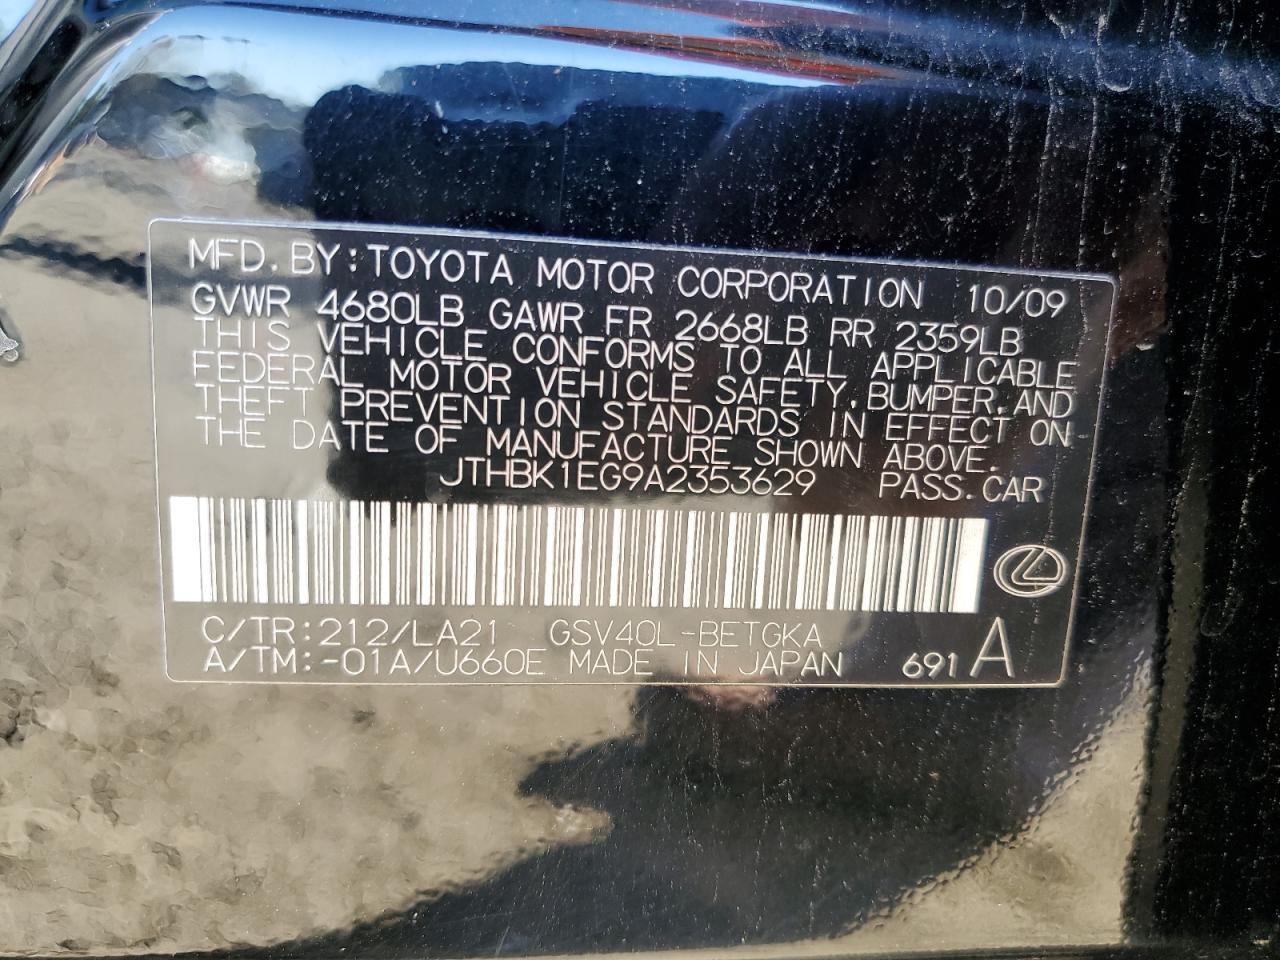 MFD. BY: TOYOTA MOTOR CORPORATION 10/09
GVWR 4680LB GAWR FR 2668LB RR 2359LB
THIS VEHICLE CONFORMS TO ALL APPLICABLE
FEDERAL MOTOR VEHICLE SAFETY, BUMPER, AND
THEFT PREVENTION STANDARDS IN EFFECT ON
THE DATE OF MANUFACTURE SHOWN ABOVE.
JTHBK1EG9A2353629 PASS. CAR
C/TR: 212/LA21 GSV40L-BETGKA
A/TM: -01A/U660E MADE IN JAPAN 691 A